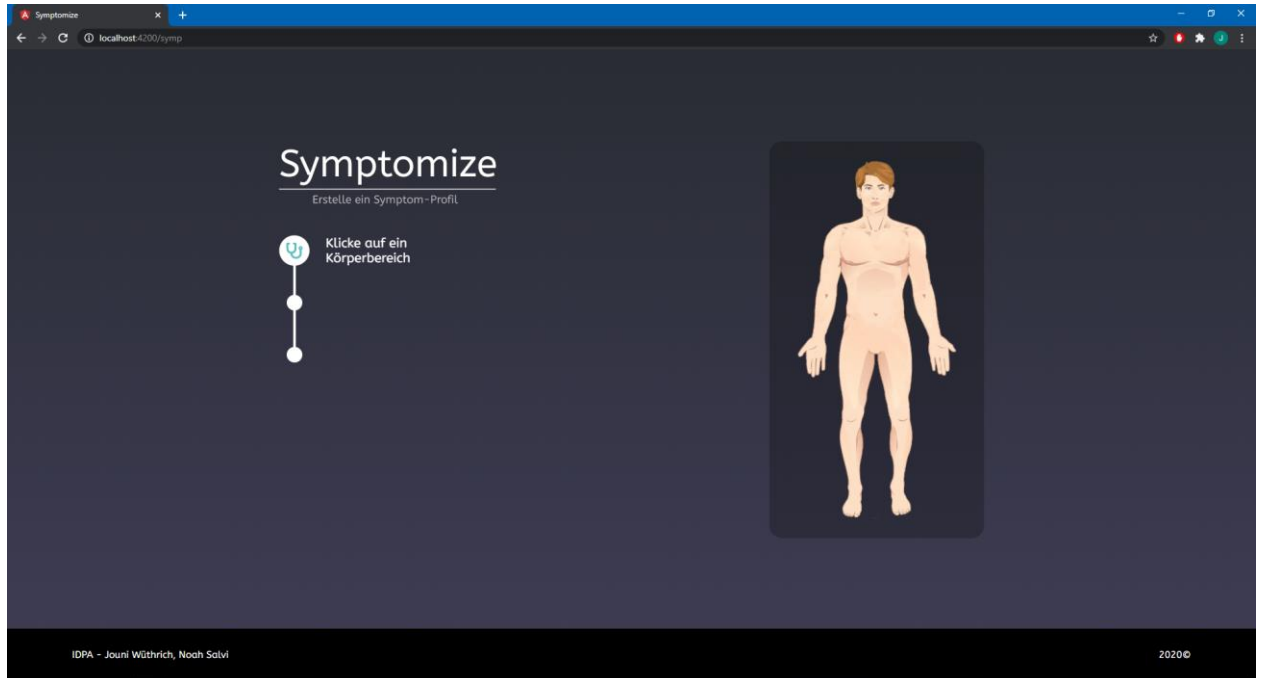 Symptomize
localhost:4200/symp
J
Symptomize
Erstelle ein Symptom-Profil
Klicke auf ein
Körperbereich
IDPA - Jouni Wüthrich, Noah Salvi
2020©